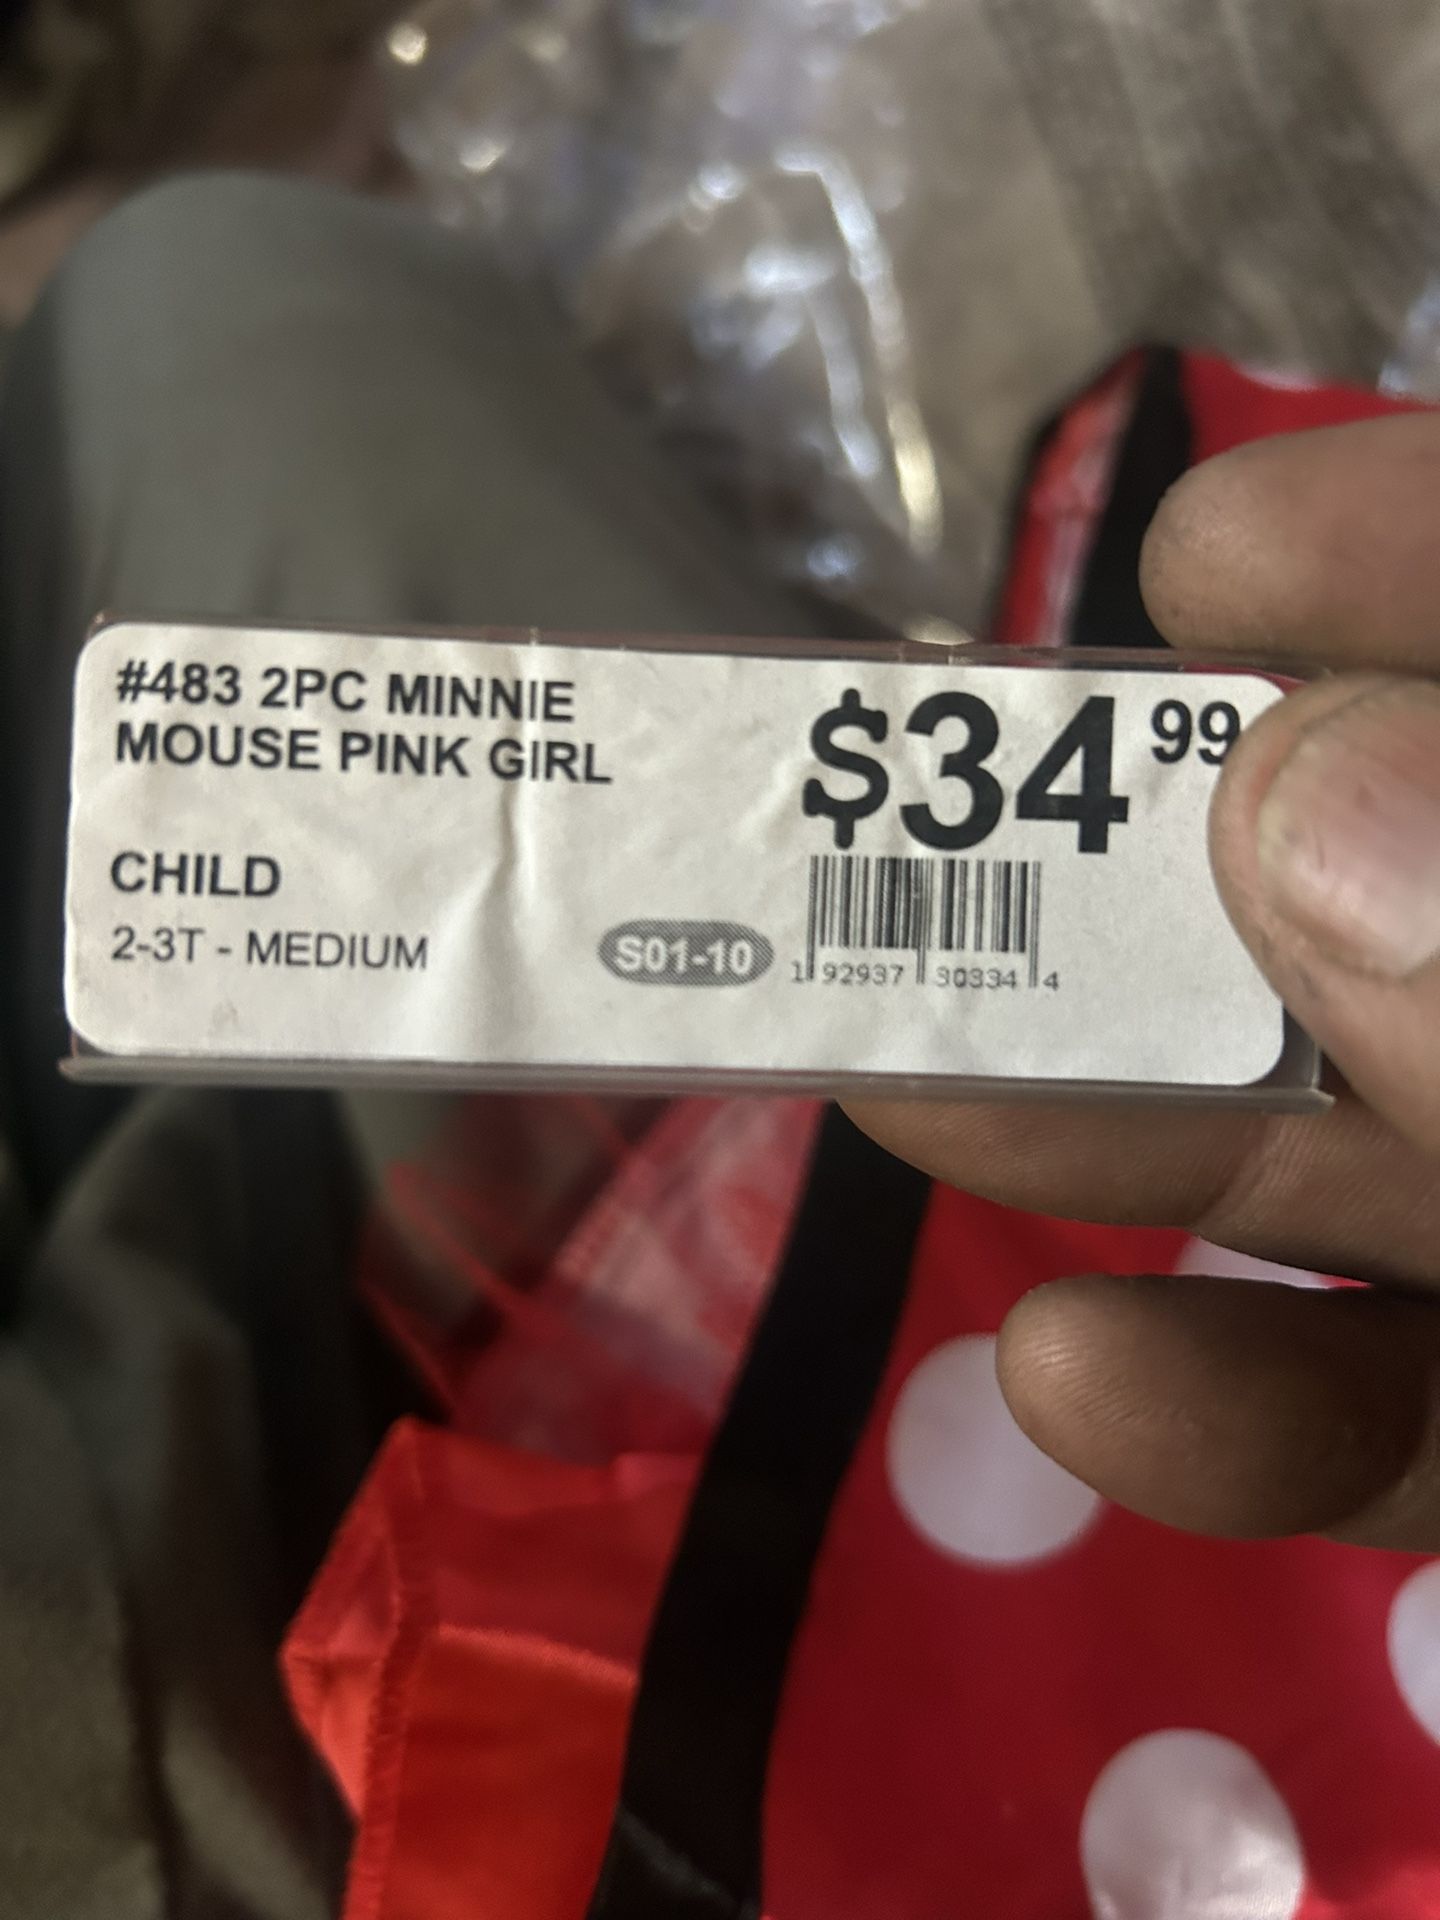 #483 2PC MINNIE
MOUSE PINK GIRL
$34 99
CHILD
2-3T - MEDIUM
S01-10
1 92937 30334 4